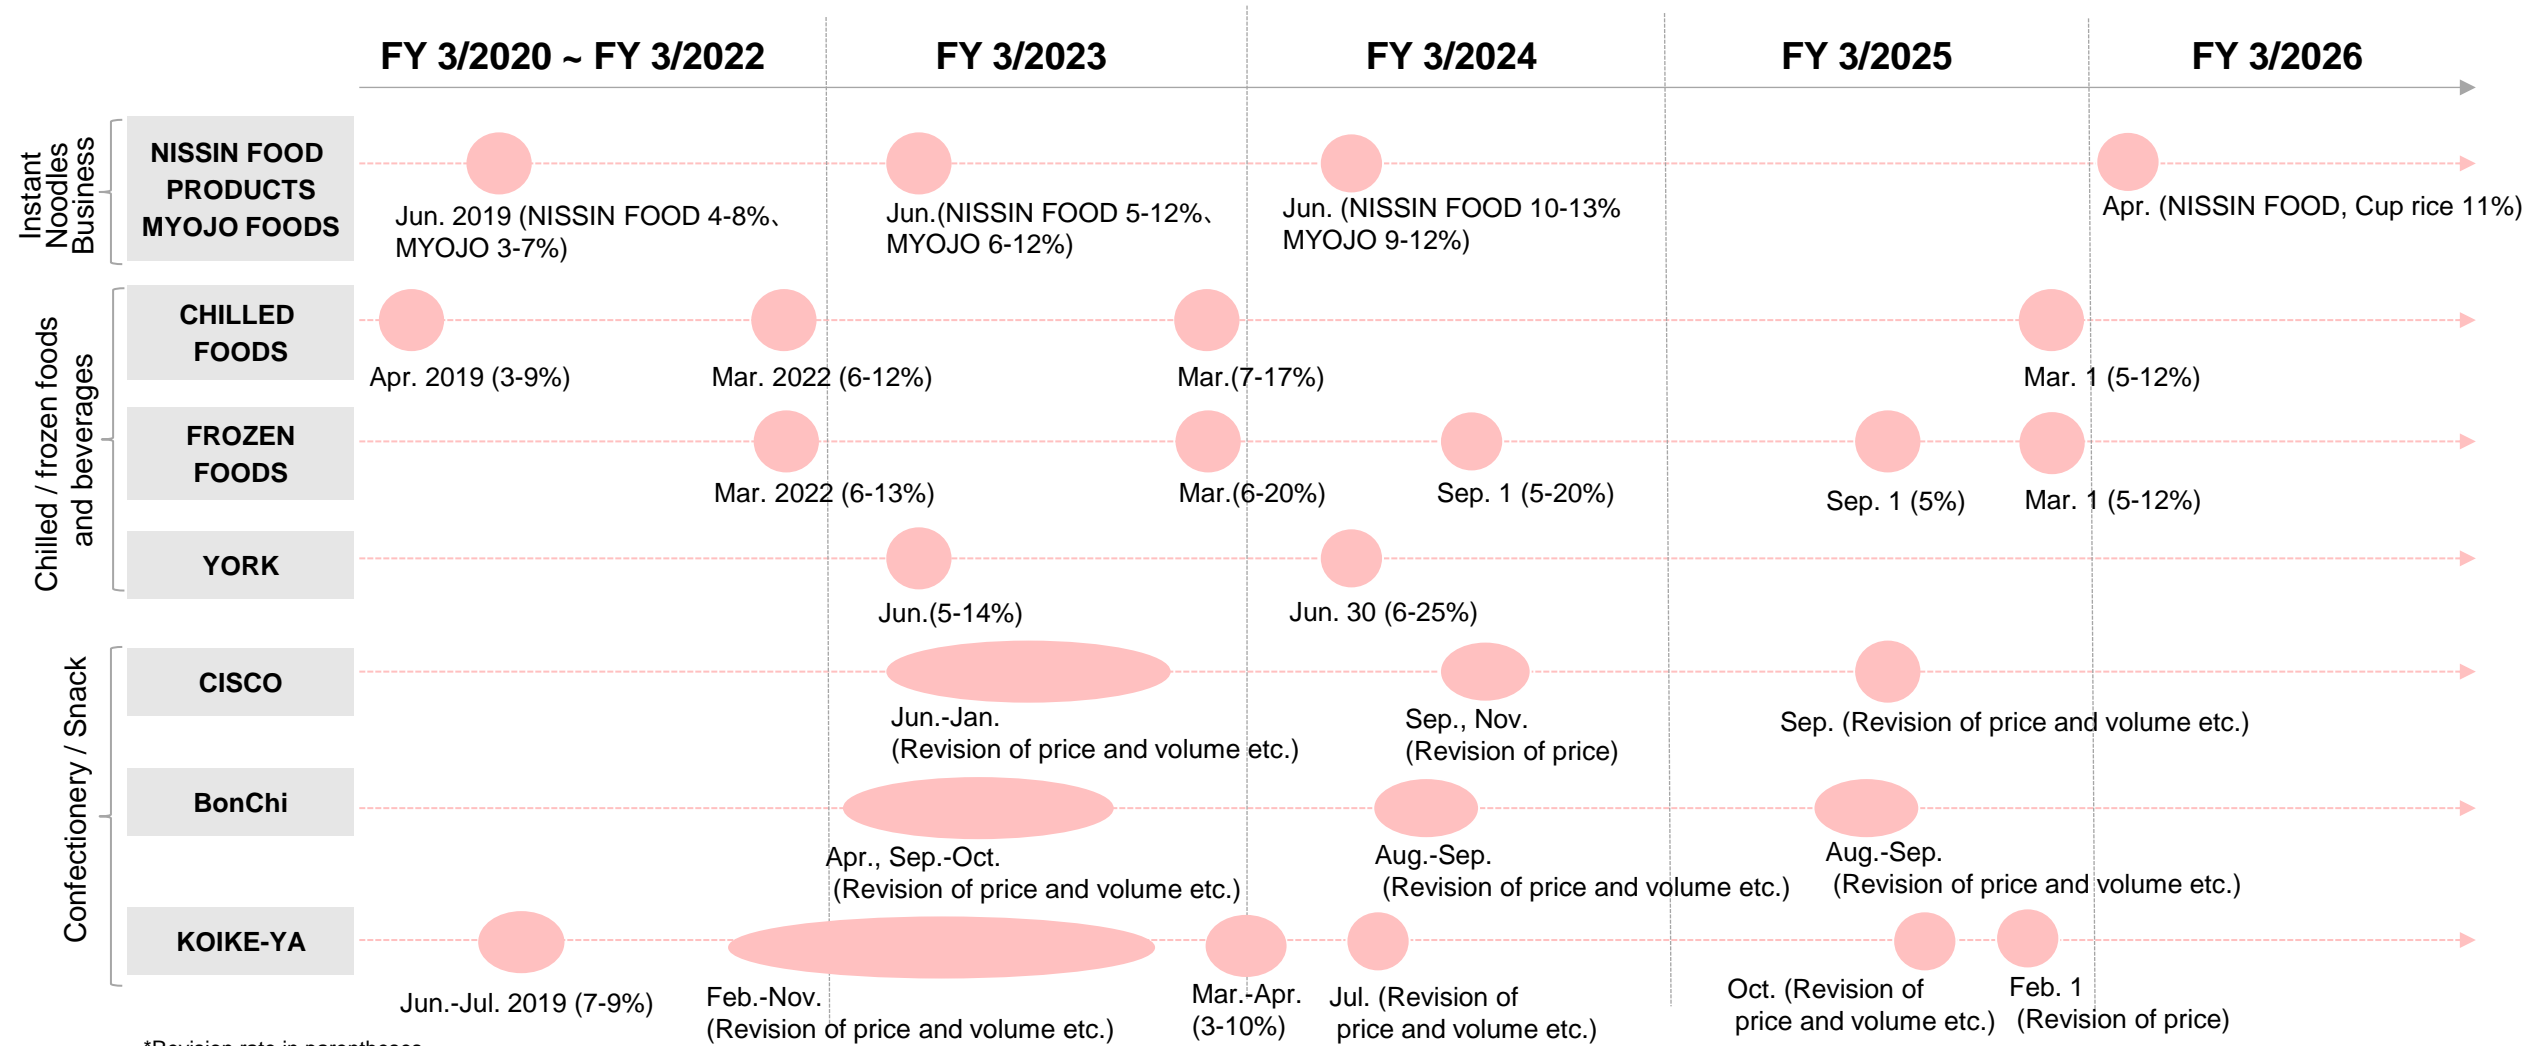 FY 3/2020 ~ FY 3/2022
FY 3/2023
FY 3/2024
FY 3/2025
FY 3/2026
Instant
Noodles
Business
NISSIN FOOD
PRODUCTS
MYOJO FOODS
Jun. 2019 (NISSIN FOOD 4-8%、
MYOJO 3-7%)
Jun.(NISSIN FOOD 5-12%、
MYOJO 6-12%)
Jun. (NISSIN FOOD 10-13%
MYOJO 9-12%)
Apr. (NISSIN FOOD, Cup rice 11%)
Chilled / frozen foods
and beverages
CHILLED
FOODS
Apr. 2019 (3-9%)
Mar. 2022 (6-12%)
Mar.(7-17%)
Mar. 1 (5-12%)
FROZEN
FOODS
Mar. 2022 (6-13%)
Mar.(6-20%)
Sep. 1 (5-20%)
Sep. 1 (5%)
Mar. 1 (5-12%)
YORK
Jun.(5-14%)
Jun. 30 (6-25%)
Confectionery / Snack
CISCO
Jun.-Jan.
(Revision of price and volume etc.)
Sep., Nov.
(Revision of price)
Sep. (Revision of price and volume etc.)
BonChi
Apr., Sep.-Oct.
(Revision of price and volume etc.)
Aug.-Sep.
(Revision of price and volume etc.)
Aug.-Sep.
(Revision of price and volume etc.)
KOIKE-YA
Jun.-Jul. 2019 (7-9%)
Feb.-Nov.
(Revision of price and volume etc.)
Mar.-Apr.
(3-10%)
Jul. (Revision of
price and volume etc.)
Oct. (Revision of
price and volume etc.)
Feb. 1
(Revision of price)
*Revision rate in parentheses